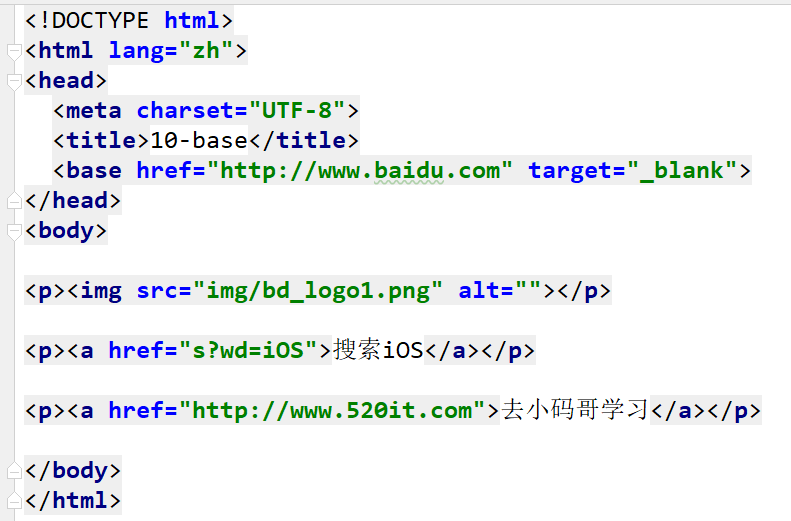 <!DOCTYPE html>
<html lang="zh">
<head>
<meta charset="UTF-8">
<title>10-base</title>
<base href="http://www.baidu.com" target="_blank">
</head>
<body>
<p><img src="img/bd_logo1.png" alt=""></p>
<p><a href="s?wd=iOS">搜索iOS</a></p>
<p><a href="http://www.520it.com">去小码哥学习</a></p>
</body>
</html>